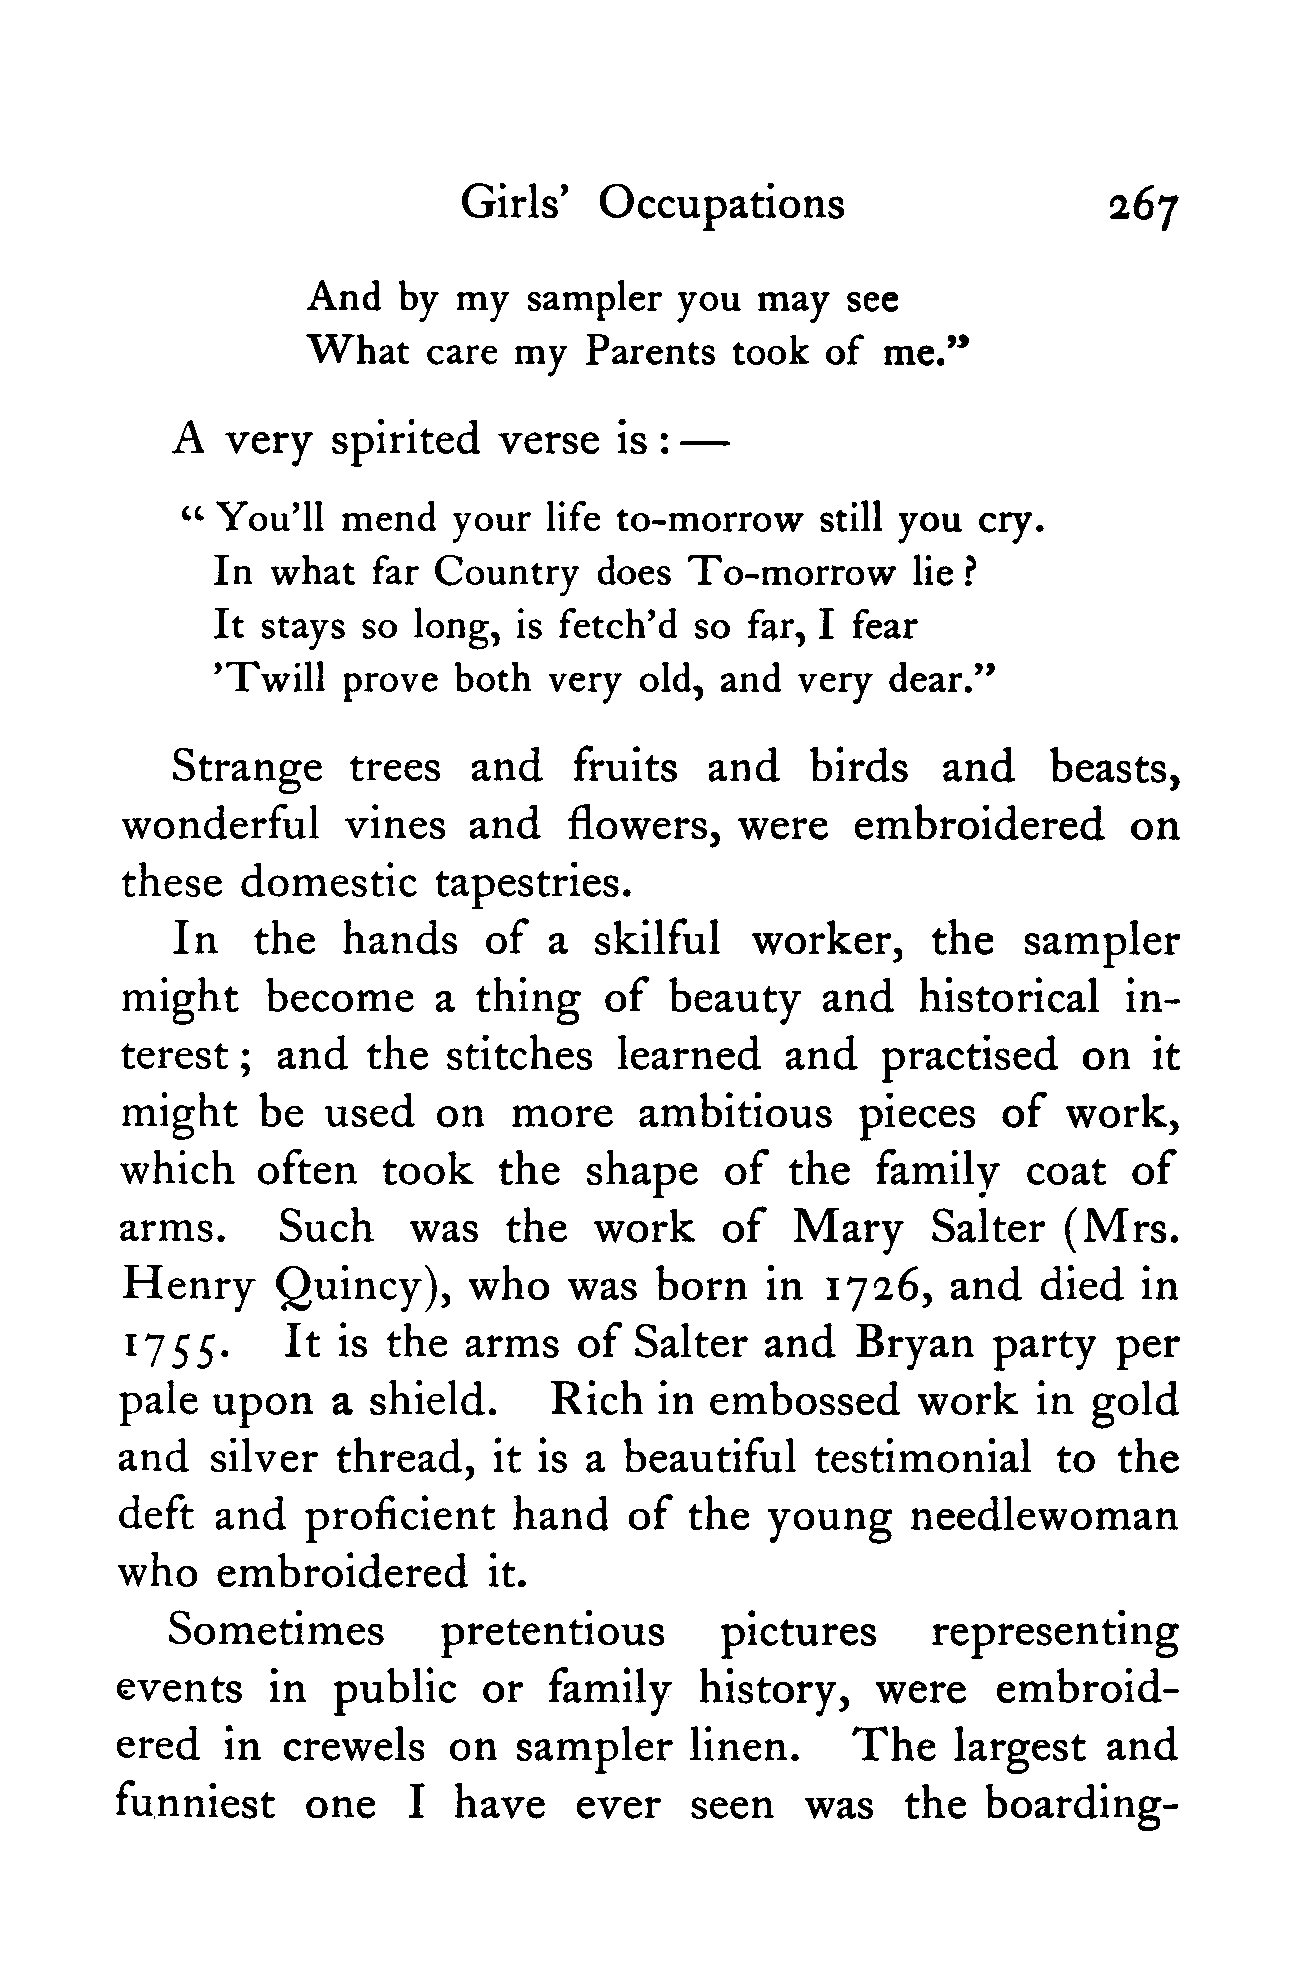 Girls' Occupations 267
And by my sampler you may see
What care my Parents took of me."
A very spirited verse is : —
" You'll mend your life to-morrow still you cry.
In what far Country does To-morrow lie ?
It stays so long, is fetch'd so far, I fear
'Twill prove both very old, and very dear."
Strange trees and fruits and birds and beasts,
wonderful vines and flowers, were embroidered on
these domestic tapestries.
In the hands of a skilful worker, the sampler
might become a thing of beauty and historical in-
terest ; and the stitches learned and practised on it
might be used on more ambitious pieces of work,
which often took the shape of the family coat of
arms. Such was the work of Mary Salter (Mrs.
Henry Quincy), who was born in 1726, and died in
1755. It is the arms of Salter and Bryan party per
pale upon a shield. Rich in embossed work in gold
and silver thread, it is a beautiful testimonial to the
deft and proficient hand of the young needlewoman
who embroidered it.
Sometimes pretentious pictures representing
events in public or family history, were embroid-
ered in crewels on sampler linen. The largest and
funniest one I have ever seen was the boarding-